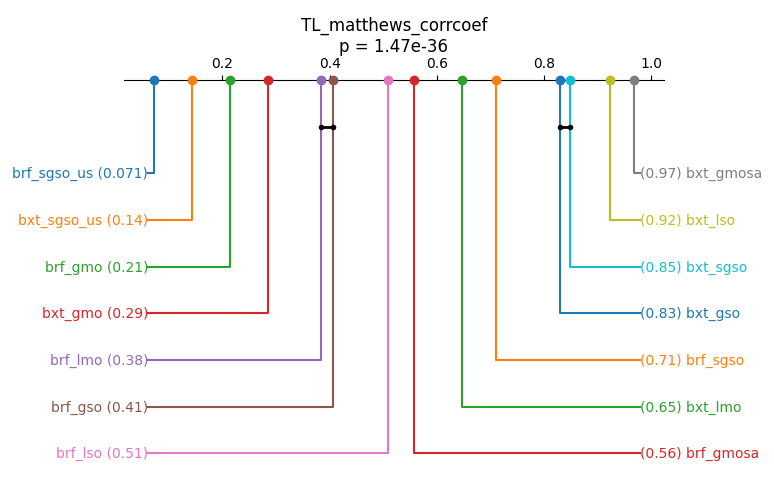 TL_matthews_corrcoef
p = 1.47e-36
0.2 0.4 0.6 0.8 1.0
brf_sgso_us (0.071) (0.97) bxt_gmosa
bxt_sgso_us (0.14) (0.92) bxt_lso
brf_gmo (0.21) (0.85) bxt_sgso
bxt_gmo (0.29) (0.83) bxt_gso
brf_lmo (0.38) (0.71) brf_sgso
brf_gso (0.41) (0.65) bxt_lmo
brf_lso (0.51) (0.56) brf_gmosa